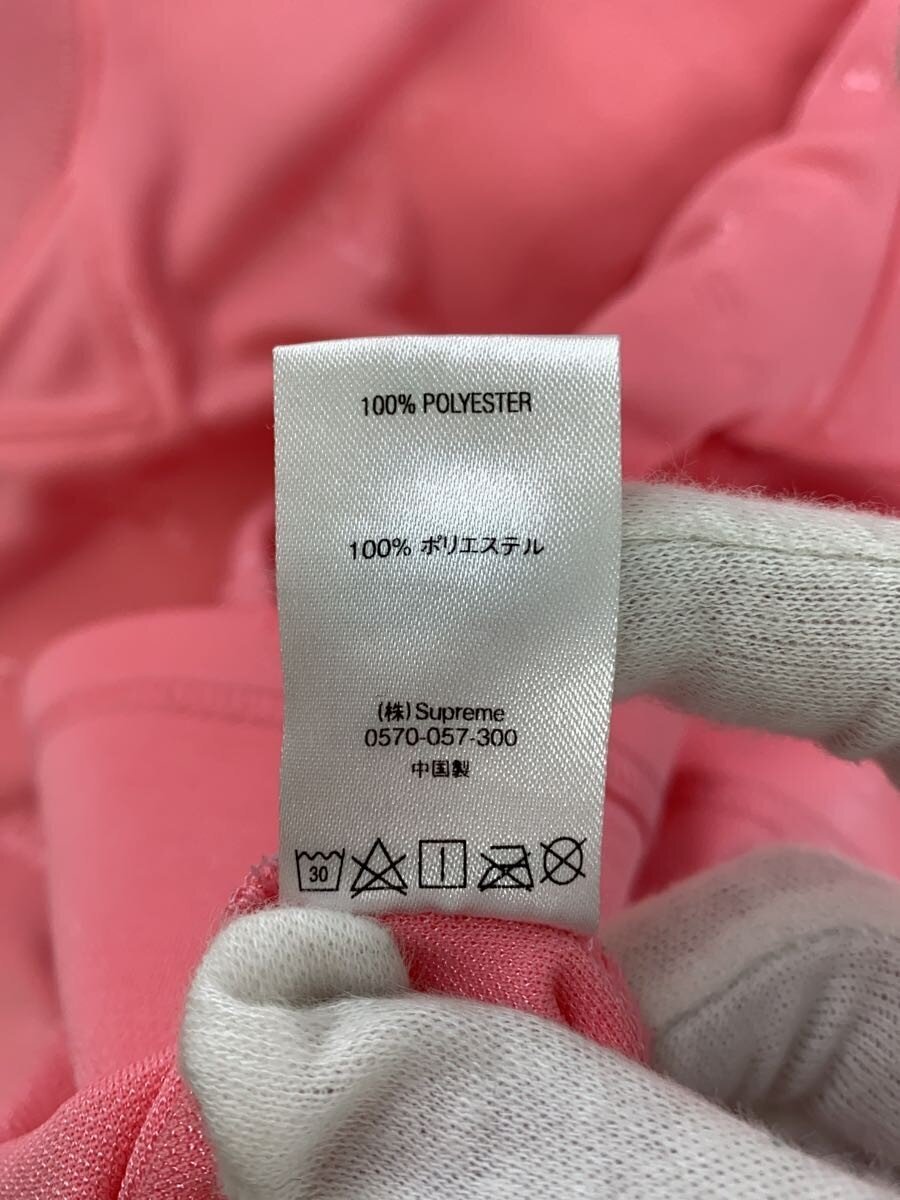 100% POLYESTER
100% ポリエステル
(株)Supreme
0570-057-300
中国製
30